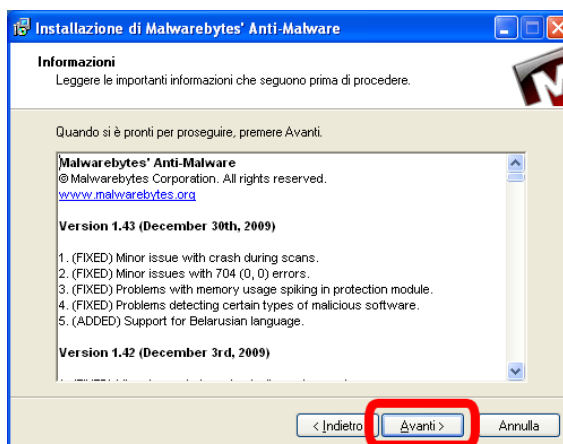 Installazione di Malwarebytes' Anti-Malware
Informazioni
Leggere le importanti informazioni che seguono prima di procedere.
Quando si è pronti per proseguire, premere Avanti.
Malwarebytes' Anti-Malware
© Malwarebytes Corporation. All rights reserved.
www.malwarebytes.org
Version 1.43 (December 30th, 2009)
1. (FIXED) Minor issue with crash during scans.
2. (FIXED) Minor issues with 704 (0, 0) errors.
3. (FIXED) Problems with memory usage spiking in protection module.
4. (FIXED) Problems detecting certain types of malicious software.
5. (ADDED) Support for Belarusian language.
Version 1.42 (December 3rd, 2009)
< Indietro
Avanti >
Annulla